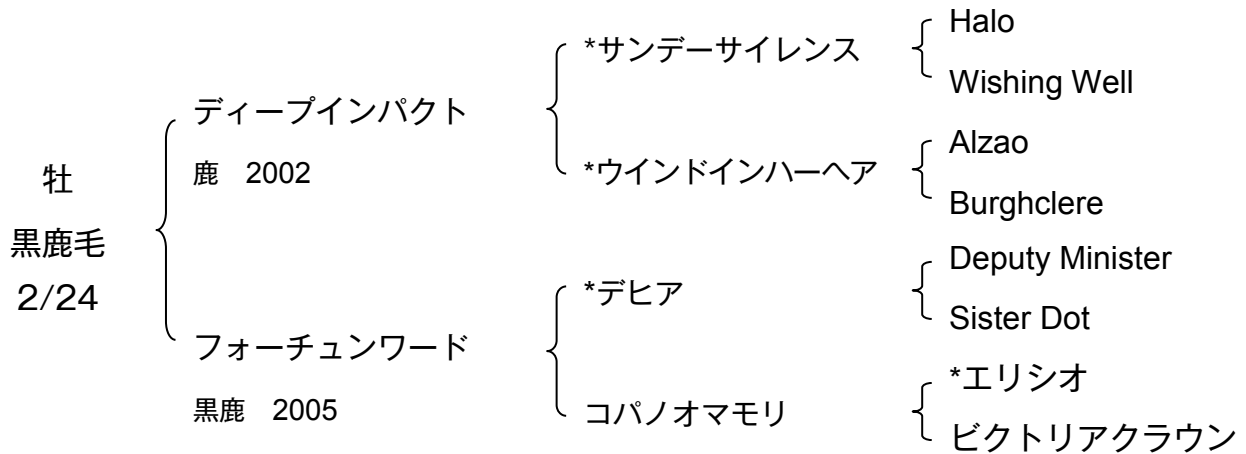 牡
黒鹿毛
2/24
ディープインパクト
鹿　2002
フォーチュンワード
黒鹿　2005
*サンデーサイレンス
*ウインドインハーヘア
*デヒア
コパノオマモリ
Halo
Wishing Well
Alzao
Burghclere
Deputy Minister
Sister Dot
*エリシオ
ビクトリアクラウン